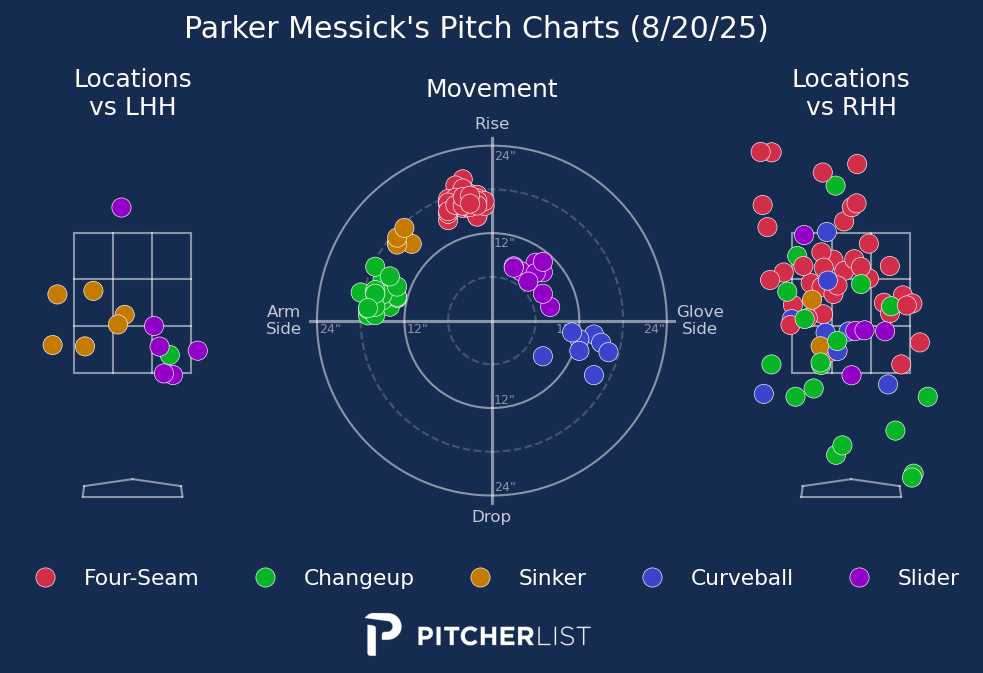 Parker Messick's Pitch Charts (8/20/25)
Locations
vs LHH
Movement
Locations
vs RHH
Rise
24"
12"
Arm
Side
24"
12"
24"
Glove
Side
12"
24"
Drop
Four-Seam
Changeup
Sinker
Curveball
Slider
PITCHERLIST